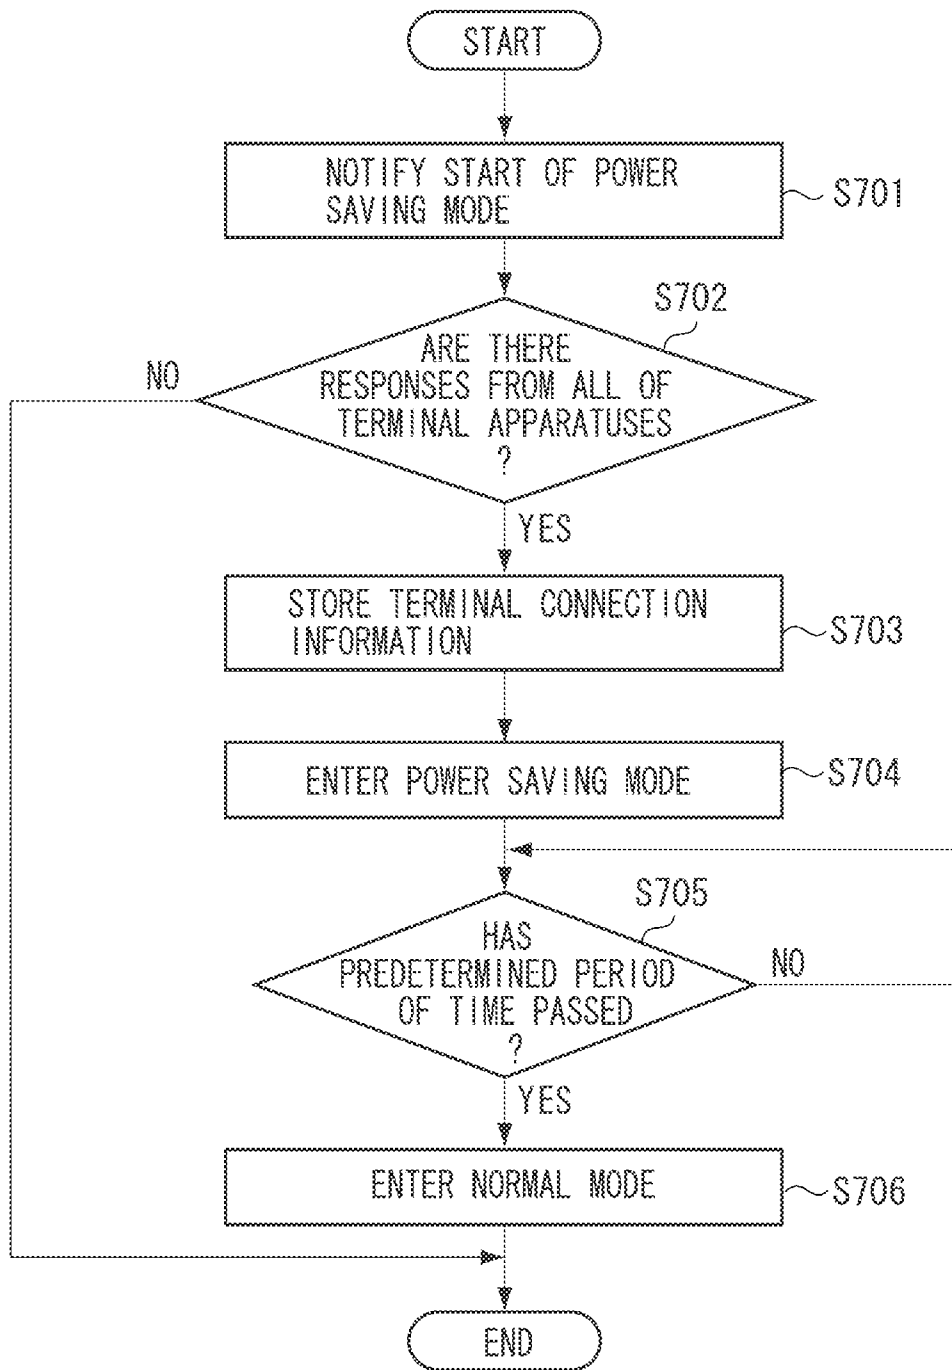 START
NOTIFY START OF POWER
SAVING MODE
S701
S702
ARE THERE
RESPONSES FROM ALL OF
TERMINAL APPARATUSES
?
NO
YES
STORE TERMINAL CONNECTION
INFORMATION
S703
ENTER POWER SAVING MODE
S704
S705
HAS
PREDETERMINED PERIOD
OF TIME PASSED
?
NO
YES
ENTER NORMAL MODE
S706
END